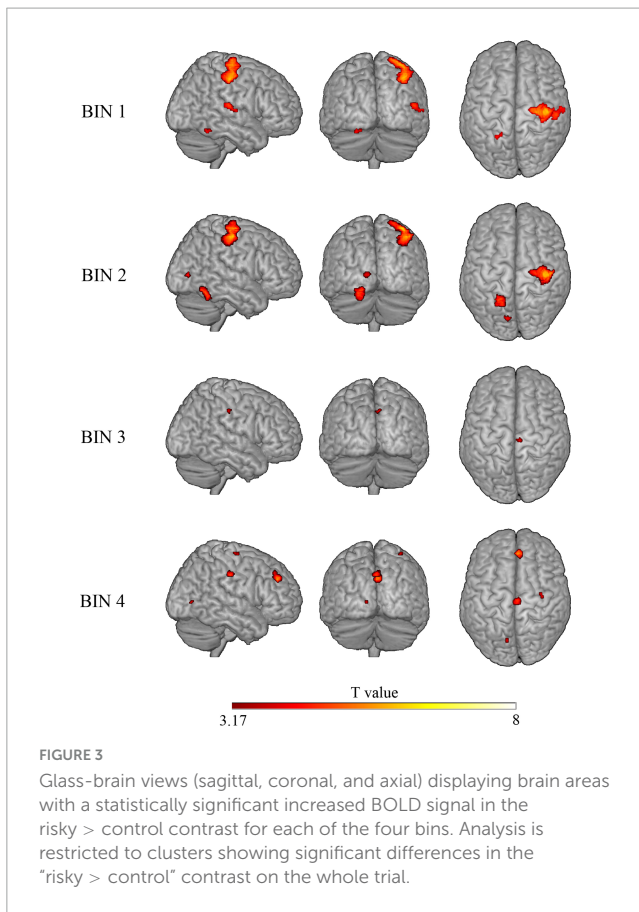 BIN 1
BIN 2
BIN 3
BIN 4
T value
3.17
8
FIGURE 3
Glass-brain views (sagittal, coronal, and axial) displaying brain areas
with a statistically significant increased BOLD signal in the
risky > control contrast for each of the four bins. Analysis is
restricted to clusters showing significant differences in the
"risky > control" contrast on the whole trial.